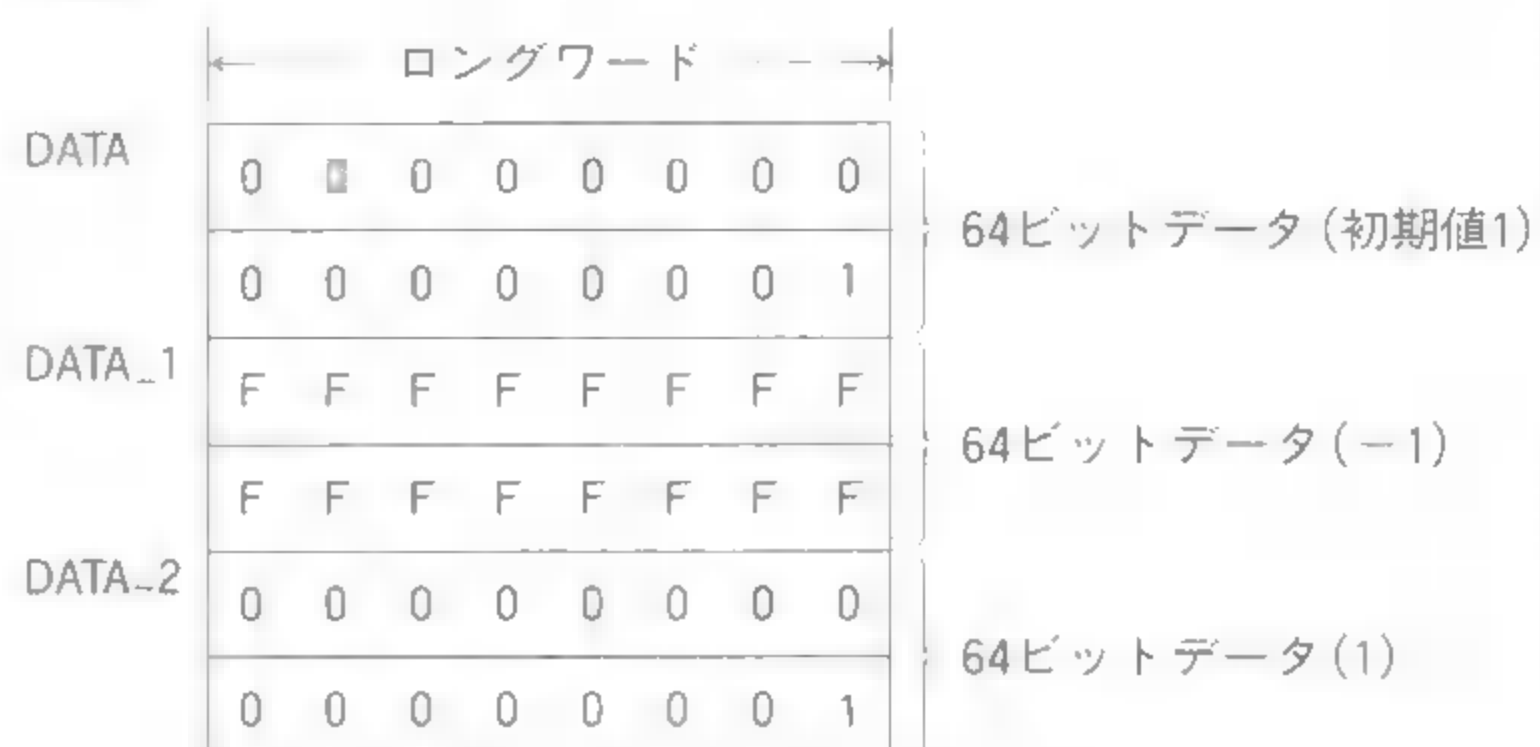 ロングワード
DATA 0 0 0 0 0 0 0
64ビットデータ(初期値1)
0 0 0 0 0 0 0 1
DATA_1 F F F F F F F F
64ビットデータ(-1)
F F F F F F F F
DATA_2 0 0 0 0 0 0 0 0
64ビットデータ(1)
0 0 0 0 0 0 0 1